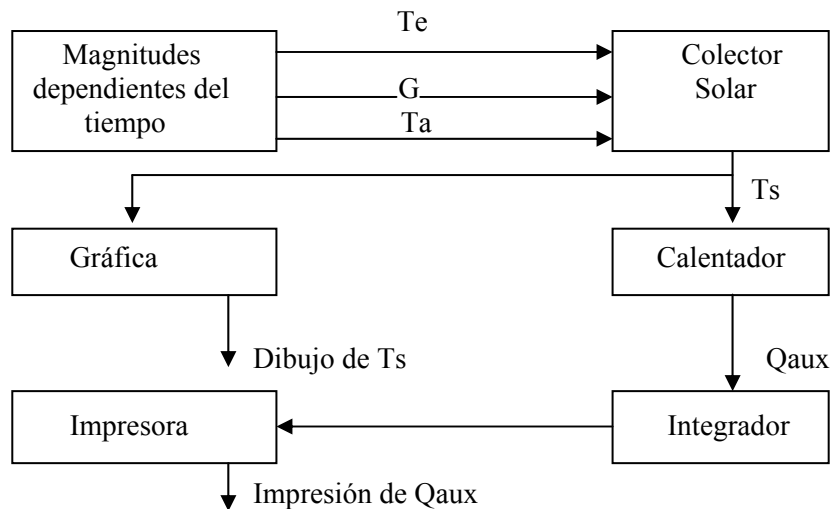 Te
Magnitudes
dependientes del
tiempo
G
Ta
Colector
Solar
Ts
Gráfica
Calentador
Dibujo de Ts
Qaux
Impresora
Integrador
Impresión de Qaux